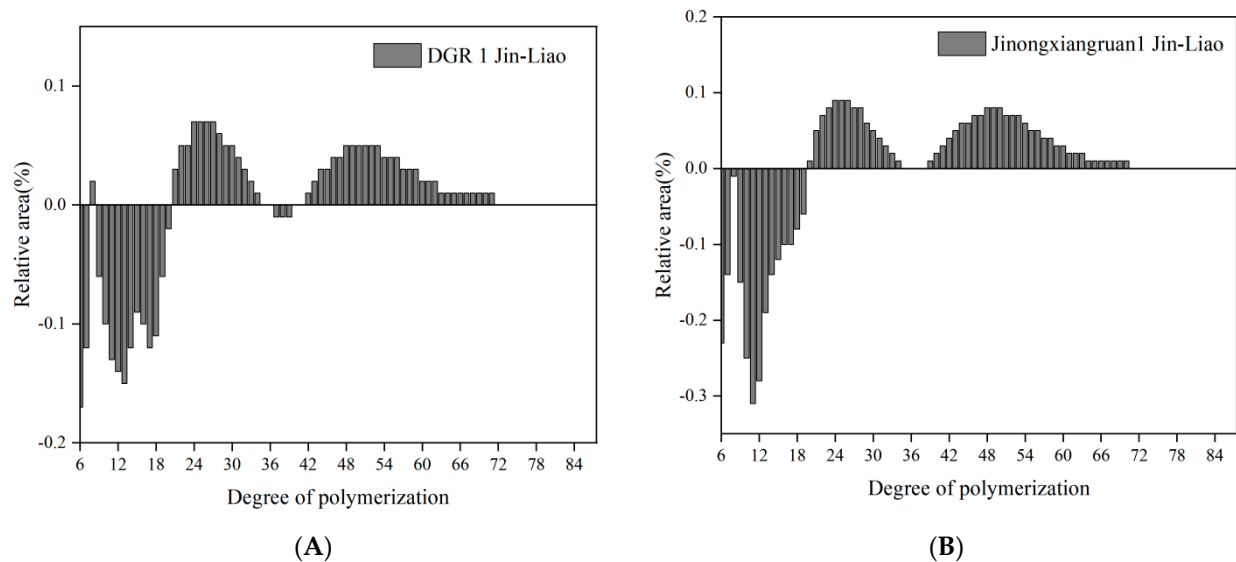 DGR 1 Jin-Liao
0.1
0.0
-0.1
-0.2
Relative area(%)
6 12 18 24 30 36 42 48 54 60 66 72 78 84
Degree of polymerization
(A)
Jinongxiangruan1 Jin-Liao
0.2
0.1
0.0
-0.1
-0.2
-0.3
Relative area(%)
6 12 18 24 30 36 42 48 54 60 66 72 78 84
Degree of polymerization
(B)